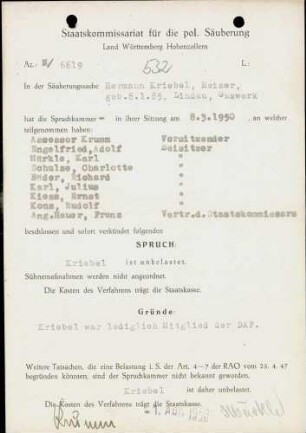 Staatskommissariat für die pol. Säuberung
Land Württemberg Hohenzollern
Az.: 6619
632
In der Säuberungssache Hermann Kriebel, Heizer,
geb.8.1.85, Lindau, Gaswerk
hat die Spruchkammer – in ihrer Sitzung am 8.3.1950 , an welcher
teilgenommen haben:
Assessor Krumm Vorsitzender
Engelfried, Adolf Beisitzer
Merkle, Karl "
Schulze, Charlotte "
Beder, Richard "
Karl, Julius "
Kiess, Ernst "
Kons, Rudolf "
Ang. Hauer, Franz Vertr.d.Staatskommissars
beschlossen und sofort verkündet folgenden
SPRUCH:
Kriebel ist unbelastet.
Sühnemaßnahmen werden nicht angeordnet.
Die Kosten des Verfahrens trägt die Staatskasse.
Gründe:
Kriebel war lediglich Mitglied der DAF.
Weitere Tatsachen, die eine Belastung i. S. der Art. 4–7 der RAO vom 25. 4. 47
begründen könnten, sind der Spruchkammer nicht bekannt geworden.
Kriebel ist daher unbelastet.
Die Kosten des Verfahrens trägt die Staatskasse.
Krumm